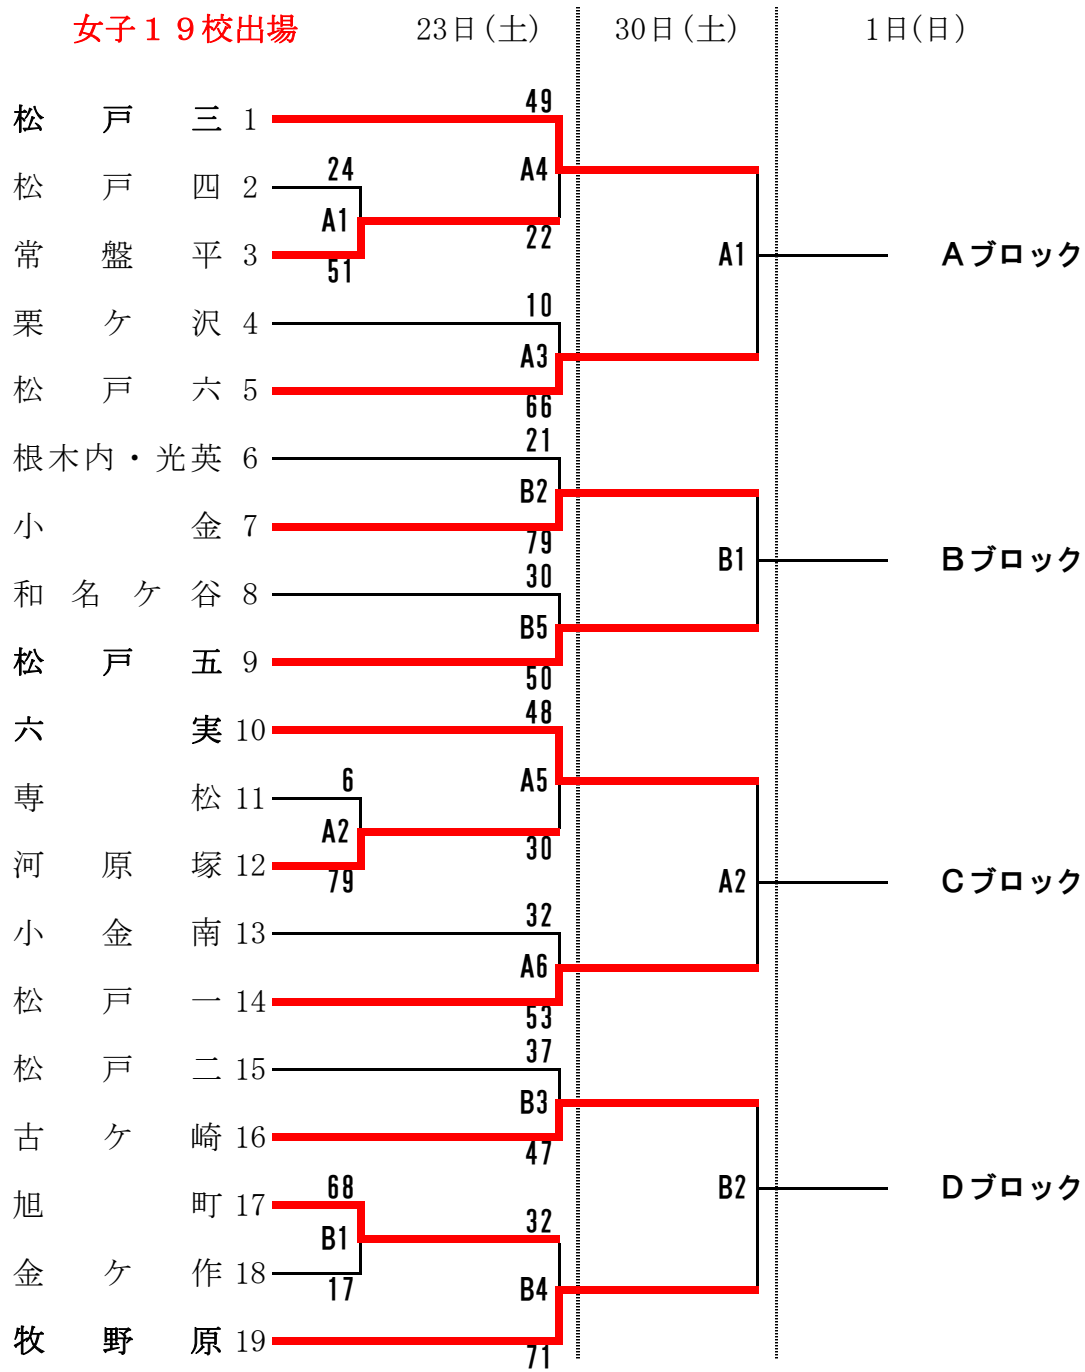 女子１９校出場 23日(土) 30日(土) 1日(日)
49
松戸三 1
24 A4
松戸四 2
A1
22
常盤平 3 A1 Aブロック
51
10
栗ケ沢 4
A3
松戸六 5
66
21
根木内・光英 6
B2
小金 7
79 B1 Bブロック
30
和名ケ谷 8
B5
松戸五 9
50
48
六実 10
6 A5
専松 11
A2
30
河原塚 12
79 A2 Cブロック
32
小金南 13
A6
松戸一 14
53
37
松戸二 15
B3
古ケ崎 16
47
68 B2 Dブロック
旭町 17
32
B1
金ケ作 18
17 B4
牧野原 19
71